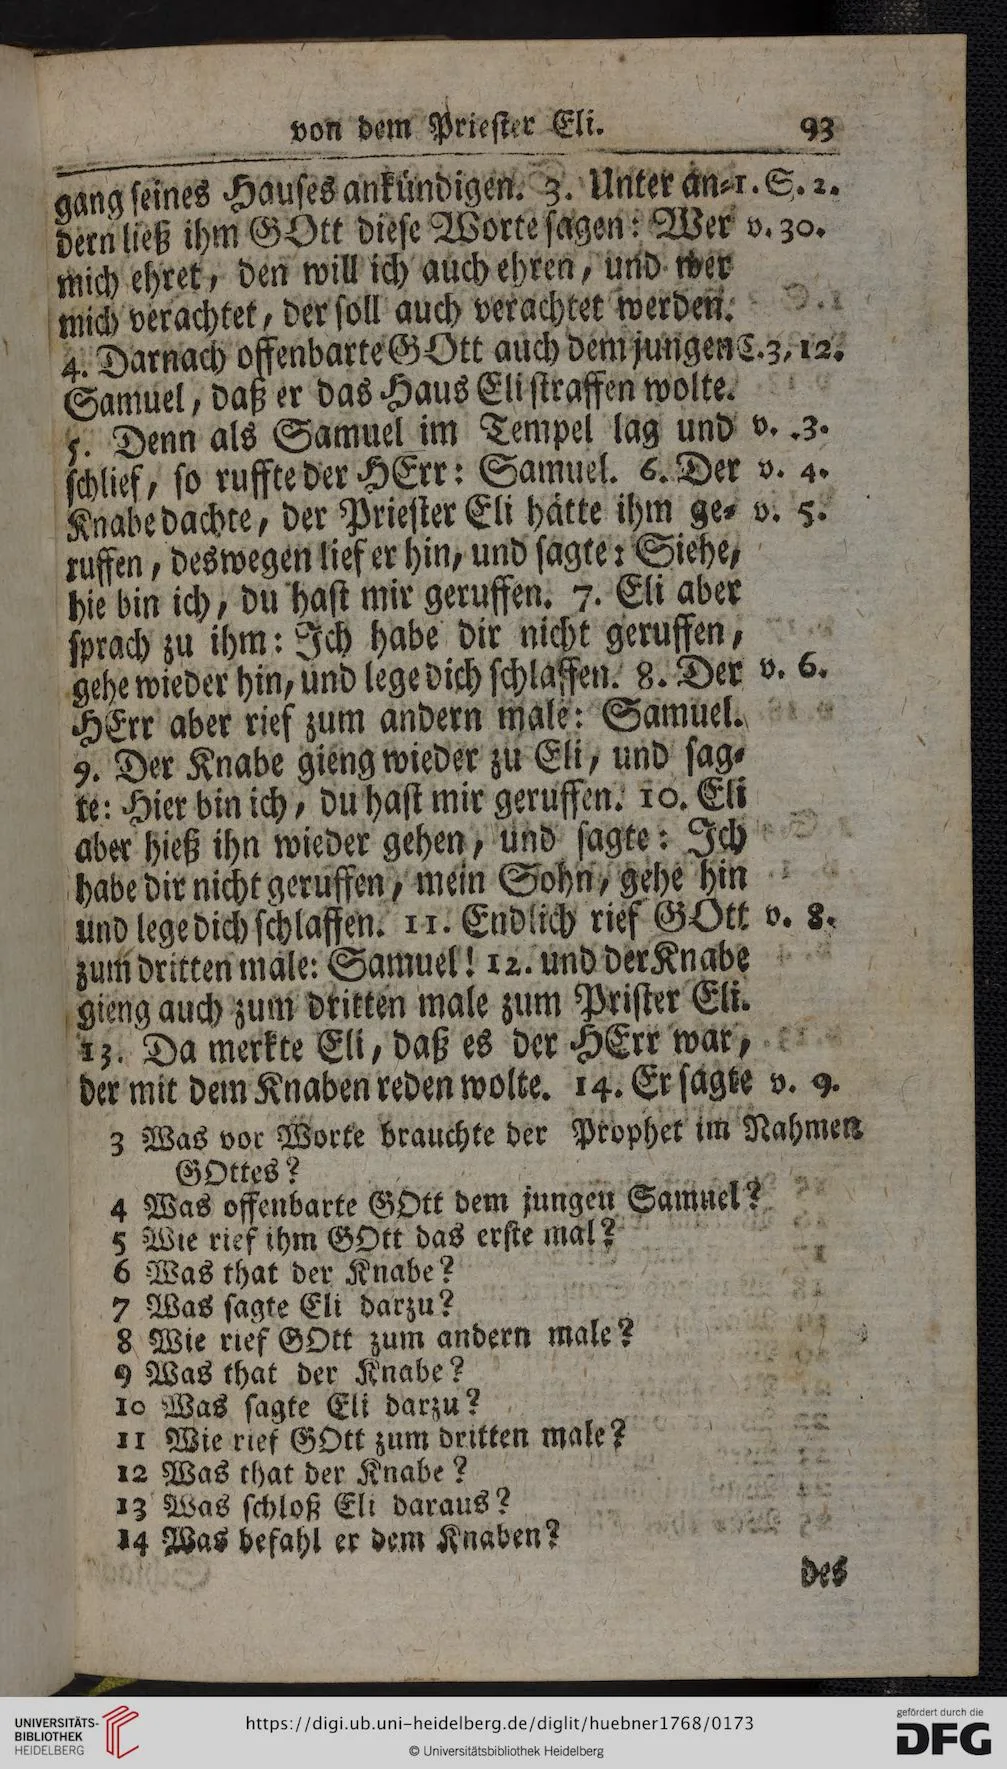 von dem Priester Eli. 93
gang seines Hauses ankündigen. 3. Unter an⸗ 1. S. 2.
dern ließ ihm GOtt diese Worte sagen: Wer v. 30.
mich ehret, den will ich auch ehren, und wer
mich verachtet, der soll auch verachtet werden.
4. Darnach offenbarte GOtt auch dem jungen C. 3, 12.
Samuel, daß er das Haus Eli straffen wolte.
5. Denn als Samuel im Tempel lag und v. .3.
schlief, so ruffte der HErr: Samuel. 6. Der v. 4.
Knabe dachte, der Priester Eli hätte ihm ge⸗ v. 5.
ruffen, deswegen lief er hin, und sagte: Siehe,
hie bin ich, du hast mir geruffen. 7. Eli aber
sprach zu ihm: Ich habe dir nicht geruffen,
gehe wieder hin, und lege dich schlaffen. 8. Der v. 6.
HErr aber rief zum andern male: Samuel.
9. Der Knabe gieng wieder zu Eli, und sag⸗
te: Hier bin ich, du hast mir geruffen. 10. Eli
aber hieß ihn wieder gehen, und sagte: Ich
habe dir nicht geruffen, mein Sohn, gehe hin
und lege dich schlaffen. 11. Endlich rief GOtt v. 8.
zum dritten male: Samuel! 12. und der Knabe
gieng auch zum dritten male zum Prister Eli.
13. Da merkte Eli, daß es der HErr war,
der mit dem Knaben reden wolte. 14. Er sagte v. 9.
3 Was vor Worte brauchte der Prophet im Nahmen
GOttes?
4 Was offenbarte GOtt dem jungen Samuel?
5 Wie rief ihm GOtt das erste mal?
6 Was that der Knabe?
7 Was sagte Eli darzu?
8 Wie rief GOtt zum andern male?
9 Was that der Knabe?
10 Was sagte Eli darzu?
11 Wie rief GOtt zum dritten male?
12 Was that der Knabe?
13 Was schloß Eli daraus?
14 Was befahl er dem Knaben?
des
UNIVERSITÄTS-
BIBLIOTHEK
HEIDELBERG
https://digi.ub.uni-heidelberg.de/diglit/huebner1768/0173
© Universitätsbibliothek Heidelberg
gefördert durch die
DFG